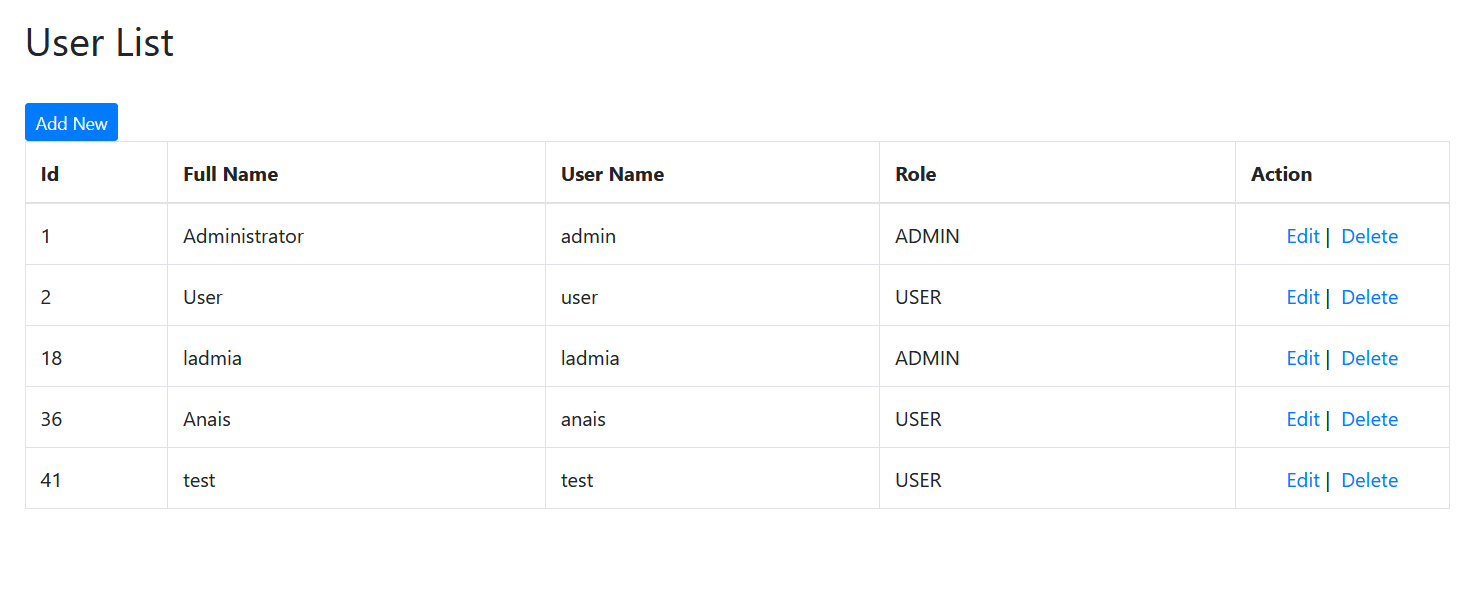 User List
Add New
Id Full Name User Name Role Action
1 Administrator admin ADMIN Edit | Delete
2 User user USER Edit | Delete
18 ladmia ladmia ADMIN Edit | Delete
36 Anais anais USER Edit | Delete
41 test test USER Edit | Delete